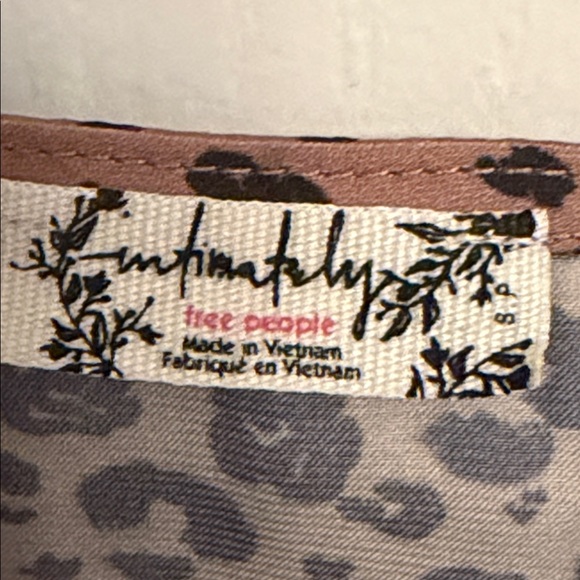 intimately
free people
Made in Vietnam
Fabriqué en Vietnam
S P